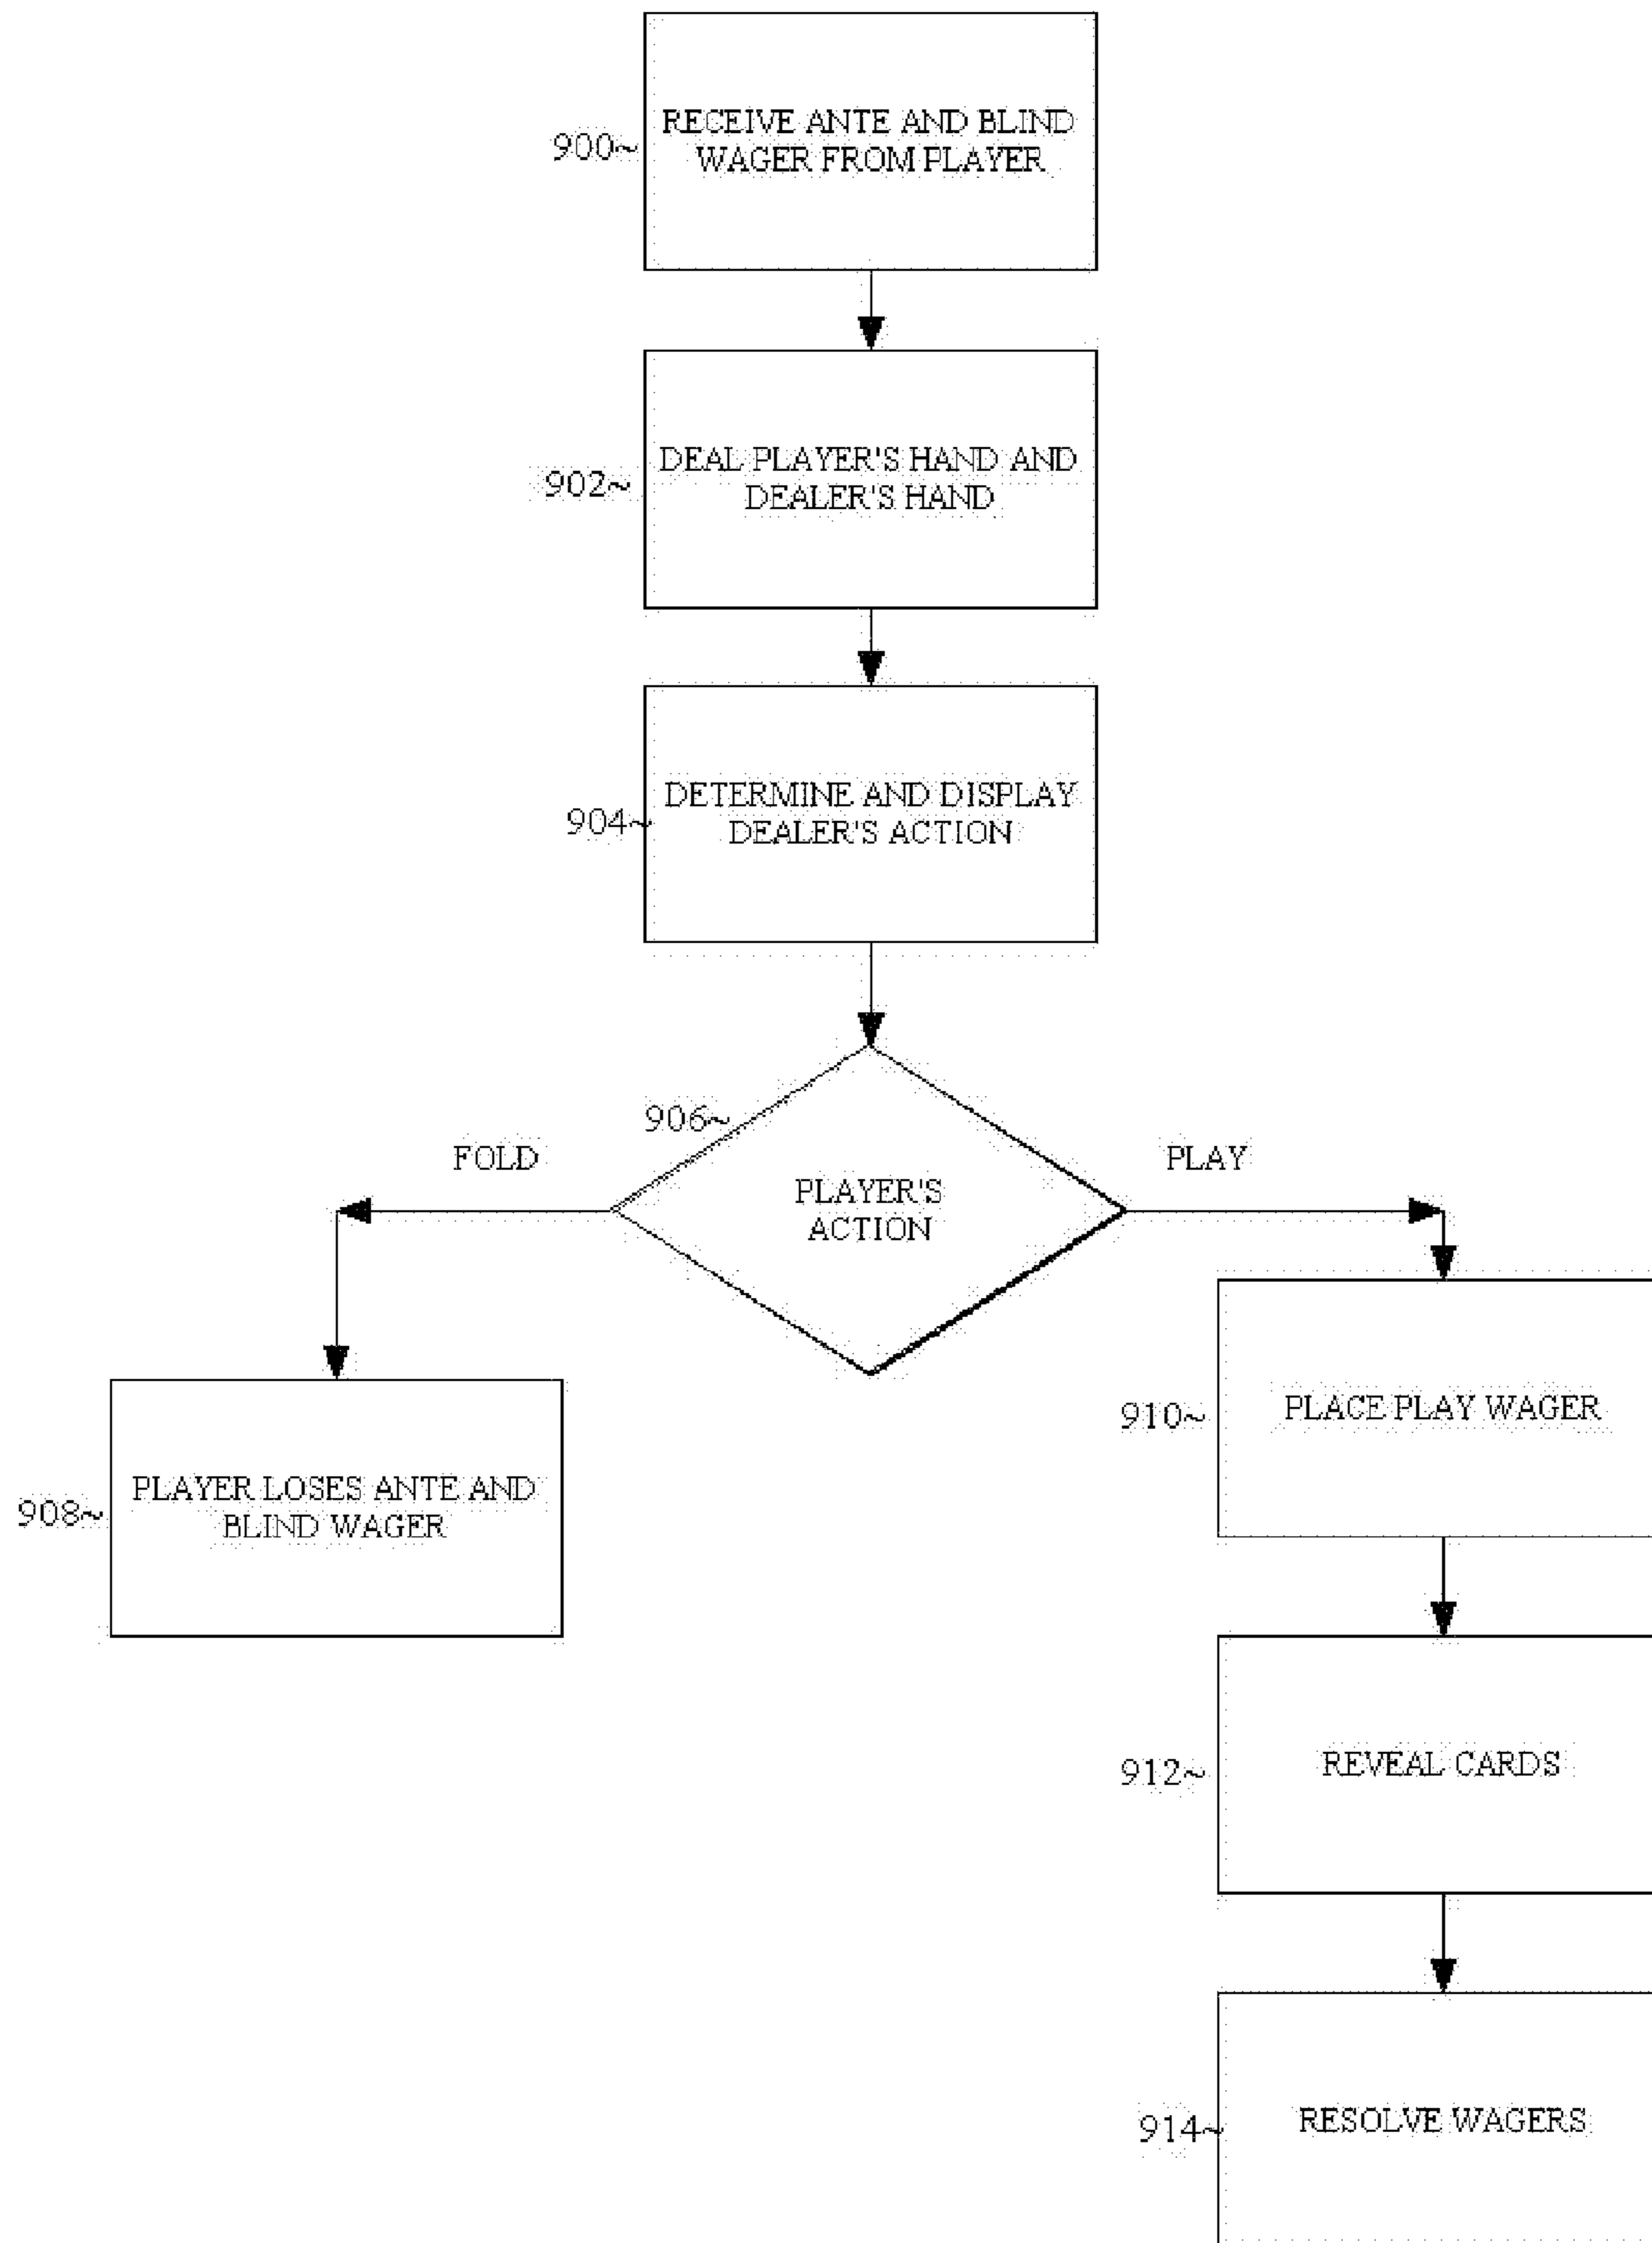 900~
RECEIVE ANTE AND BLIND
WAGER FROM PLAYER
902~
DEAL PLAYER'S HAND AND
DEALER'S HAND
904~
DETERMINE AND DISPLAY
DEALER'S ACTION
906~
FOLD
PLAY
PLAYER'S
ACTION
908~
PLAYER LOSES ANTE AND
BLIND WAGER
910~
PLACE PLAY WAGER
912~
REVEAL CARDS
914~
RESOLVE WAGERS